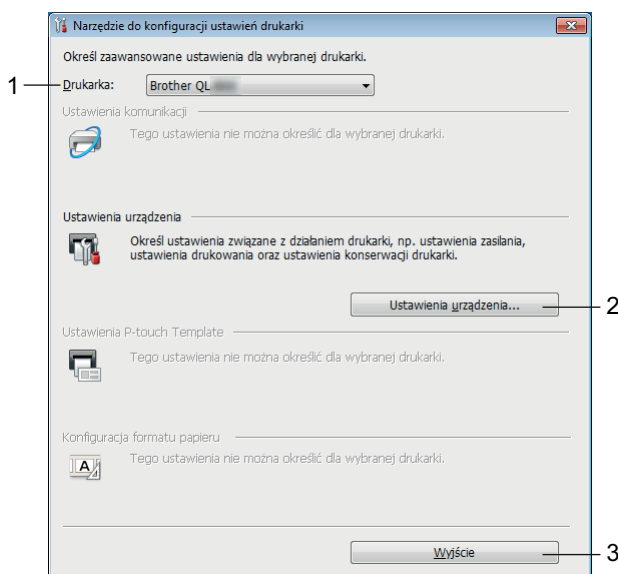 Narzędzie do konfiguracji ustawień drukarki
Określ zaawansowane ustawienia dla wybranej drukarki.
1
Drukarka: Brother QL
Ustawienia komunikacji
Tego ustawienia nie można określić dla wybranej drukarki.
Ustawienia urządzenia
Określ ustawienia związane z działaniem drukarki, np. ustawienia zasilania,
ustawienia drukowania oraz ustawienia konserwacji drukarki.
Ustawienia urządzenia...
2
Ustawienia P-touch Template
Tego ustawienia nie można określić dla wybranej drukarki.
Konfiguracja formatu papieru
A
Tego ustawienia nie można określić dla wybranej drukarki.
Wyjście
3